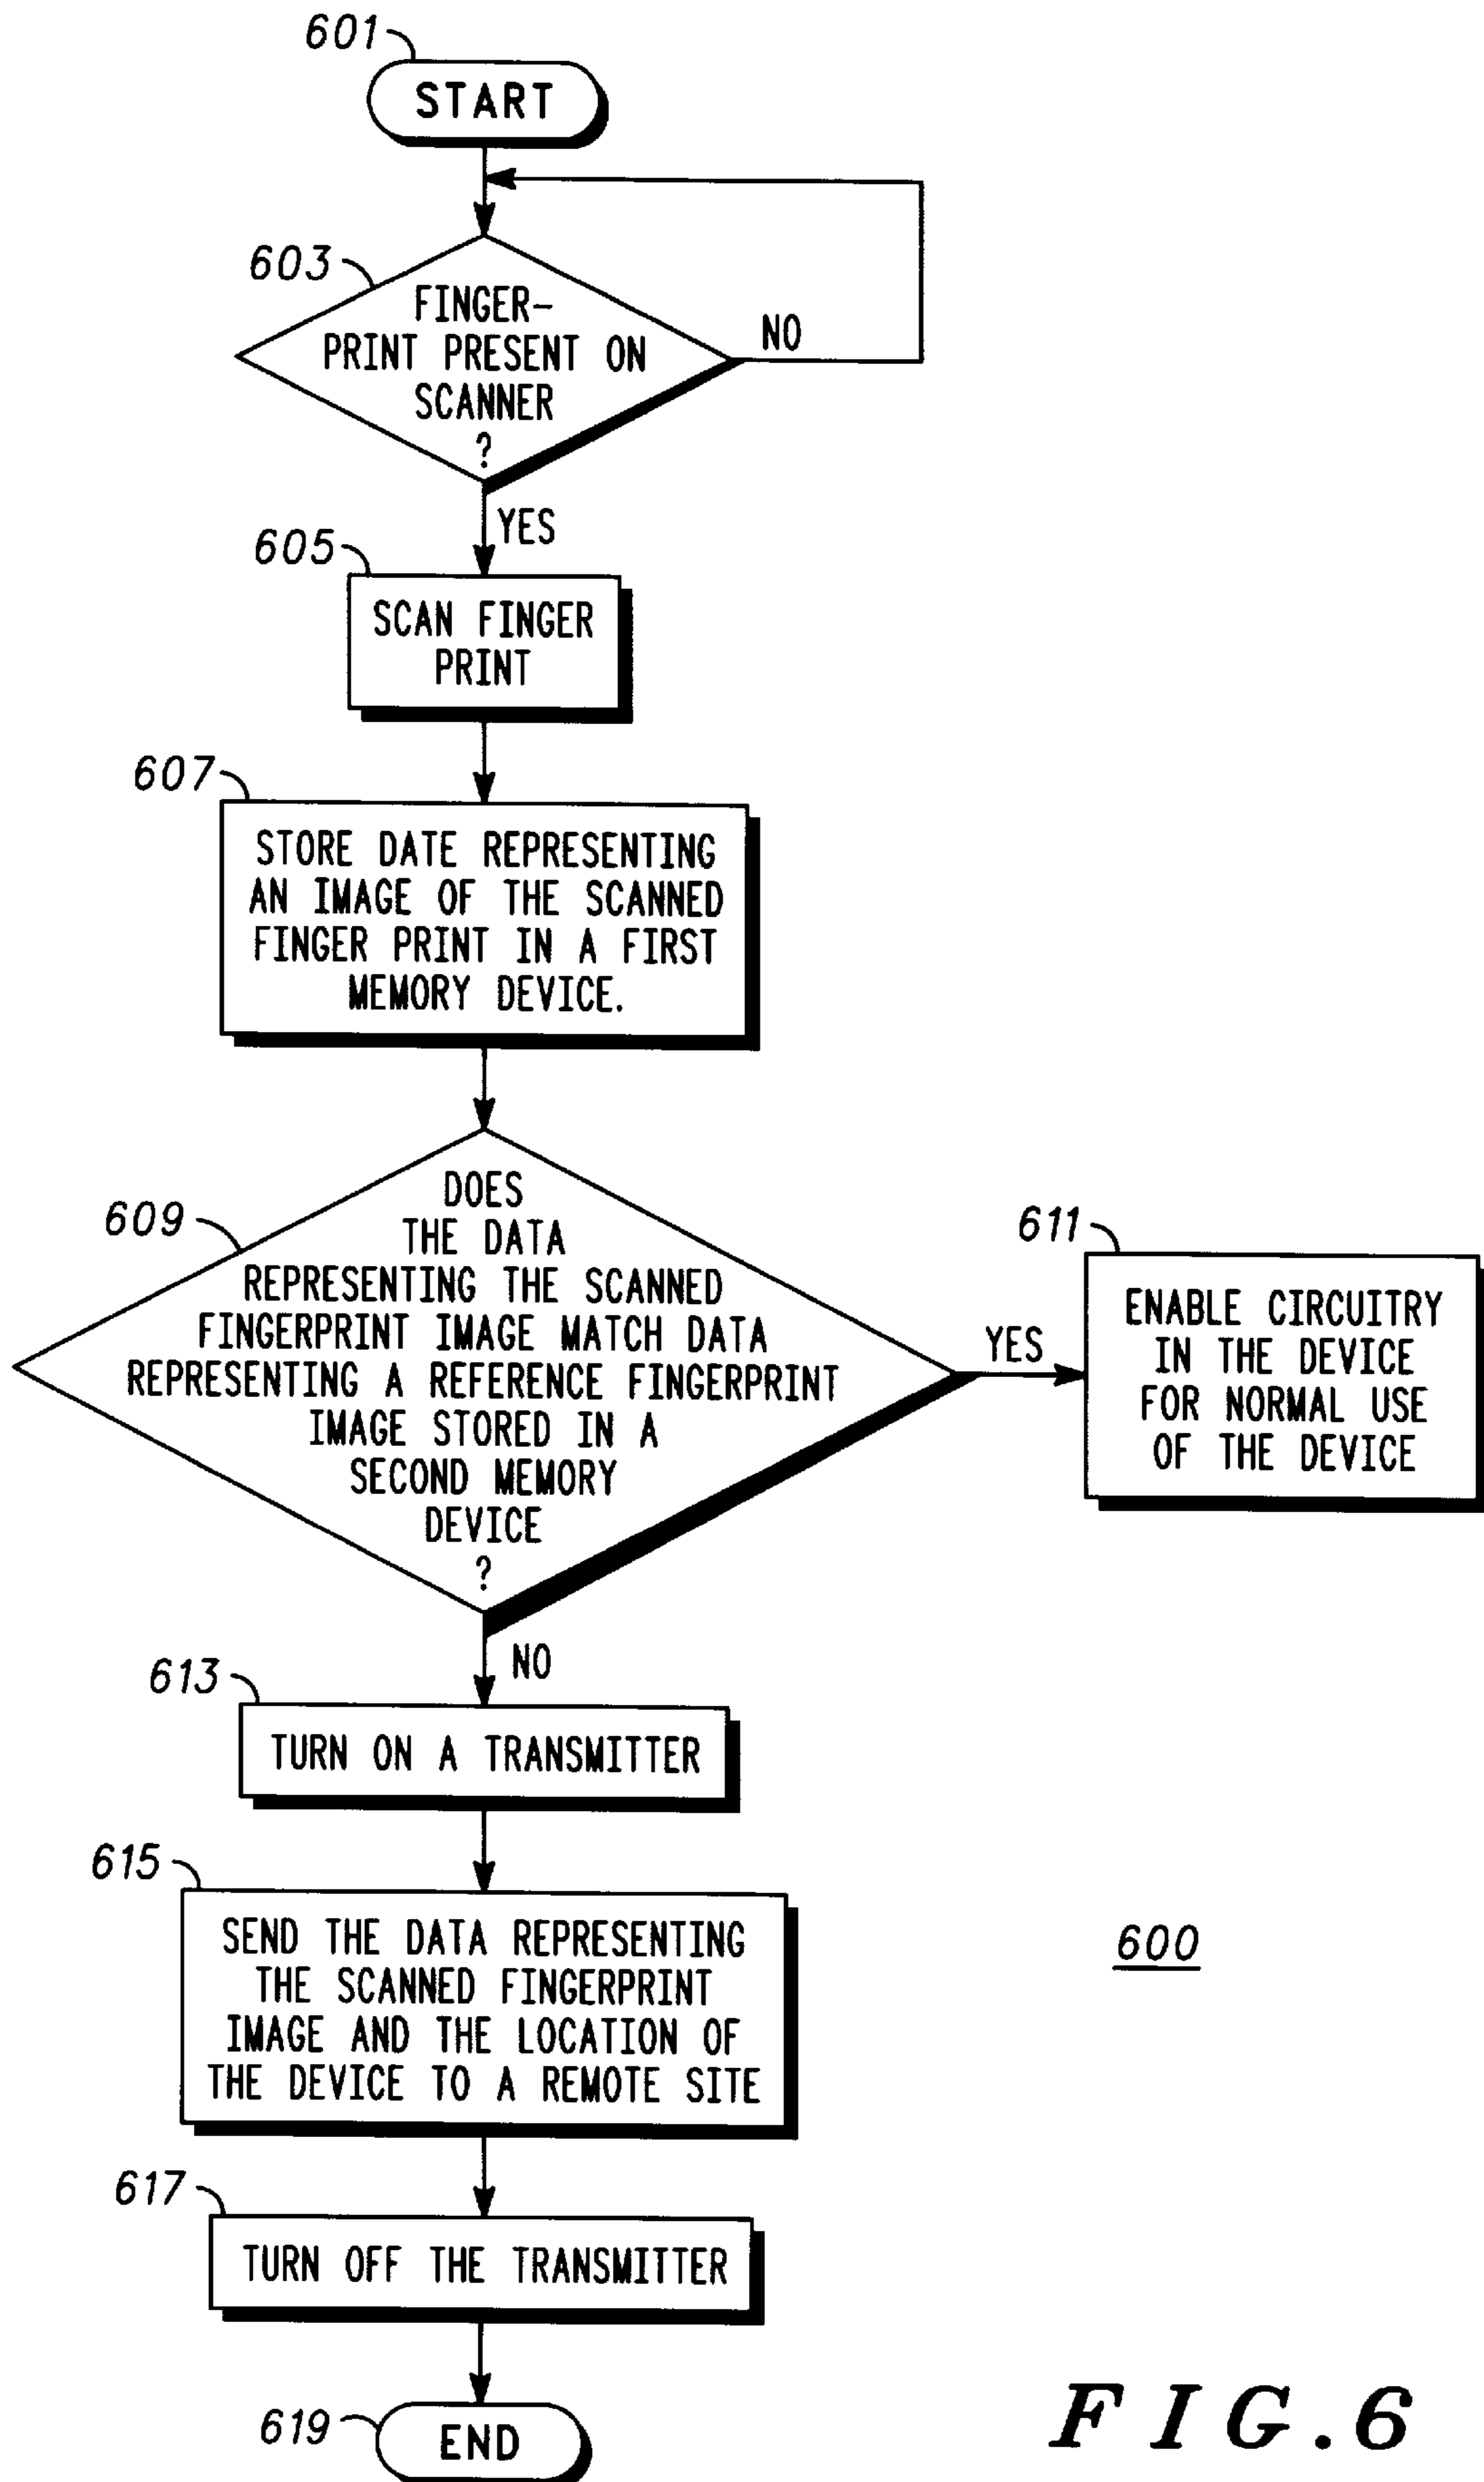 601
START
603
FINGER-
PRINT PRESENT ON
SCANNER
?
NO
YES
605
SCAN FINGER
PRINT
607
STORE DATE REPRESENTING
AN IMAGE OF THE SCANNED
FINGER PRINT IN A FIRST
MEMORY DEVICE.
609
DOES
THE DATA
REPRESENTING THE SCANNED
FINGERPRINT IMAGE MATCH DATA
REPRESENTING A REFERENCE FINGERPRINT
IMAGE STORED IN A
SECOND MEMORY
DEVICE
?
YES
611
ENABLE CIRCUITRY
IN THE DEVICE
FOR NORMAL USE
OF THE DEVICE
NO
613
TURN ON A TRANSMITTER
615
SEND THE DATA REPRESENTING
THE SCANNED FINGERPRINT
IMAGE AND THE LOCATION OF
THE DEVICE TO A REMOTE SITE
600
617
TURN OFF THE TRANSMITTER
619
END
FIG.6